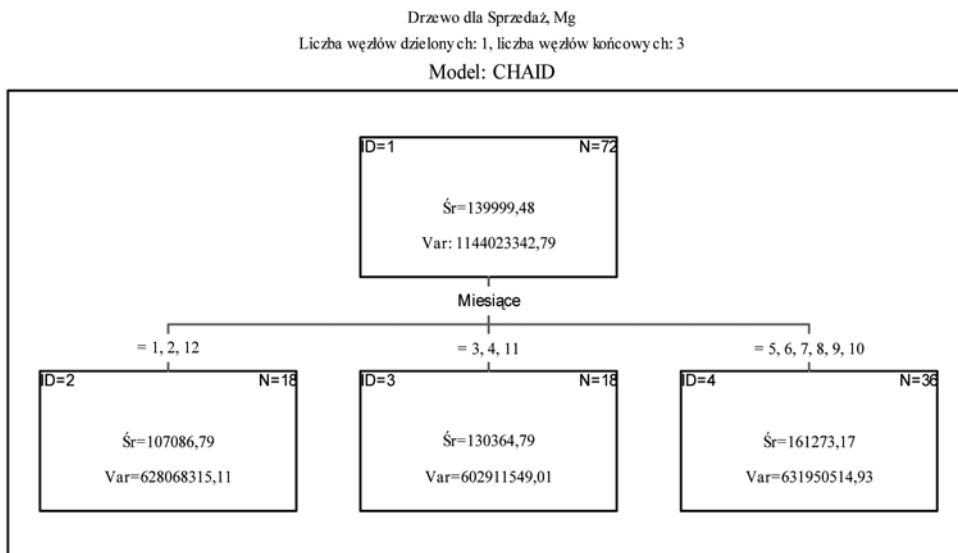 Drzewo dla Sprzedaż, Mg
Liczba węzłów dzielonych: 1, liczba węzłów końcowych: 3
Model: CHAID
ID=1 N=72
Śr=139999,48
Var: 1144023342,79
Miesiące
= 1, 2, 12 = 3, 4, 11 = 5, 6, 7, 8, 9, 10
ID=2 N=18 ID=3 N=18 ID=4 N=36
Śr=107086,79 Śr=130364,79 Śr=161273,17
Var=628068315,11 Var=602911549,01 Var=631950514,93